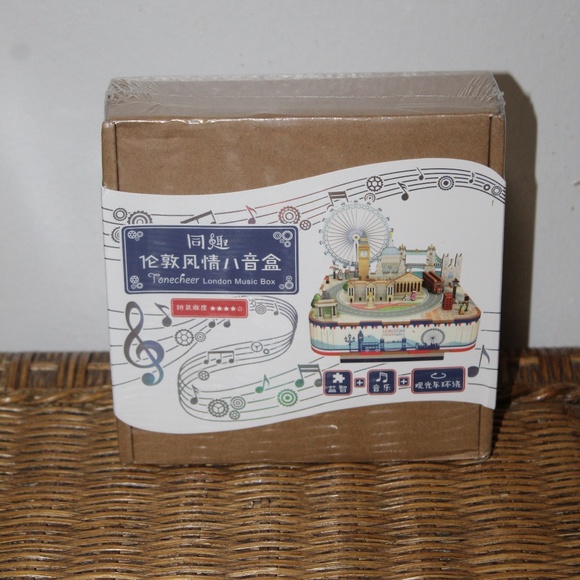 同趣
伦敦风情八音盒
Tonecheer London Music Box
拼装难度 ★★★★☆
益智 + 音乐 + 观光车环绕